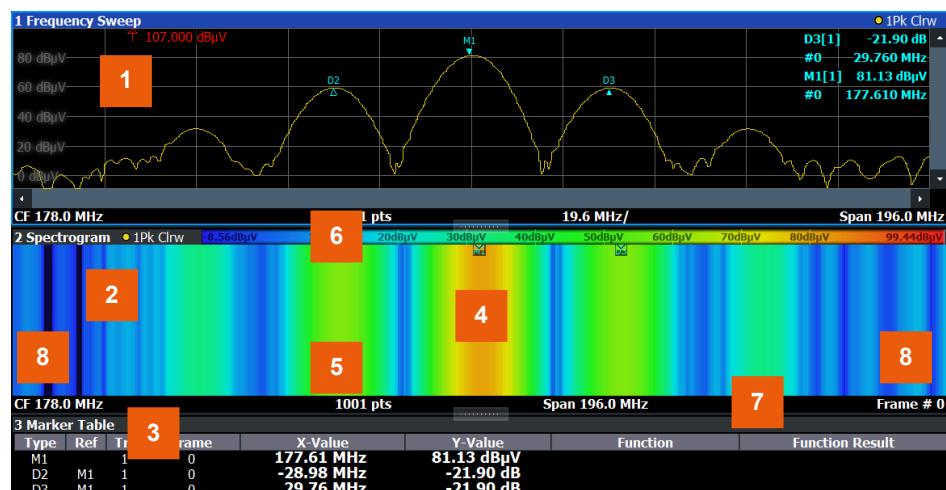 1 Frequency Sweep 1Pk Clrw
107.000 dBµV
M1
D3[1] -21.90 dB
80 dBµV
#0 29.760 MHz
1
M1[1] 81.13 dBµV
D2
D3
60 dBµV
#0 177.610 MHz
40 dBµV
20 dBµV
0 dBµV
CF 178.0 MHz 1 pts 19.6 MHz/ Span 196.0 MHz
6
2 Spectrogram 1Pk Clrw -8.56dBµV 20dBµV 30dBµV 40dBµV 50dBµV 60dBµV 70dBµV 80dBµV 99.44dBµV
M1 D3
2
4
8
5
8
CF 178.0 MHz 1001 pts Span 196.0 MHz Frame # 0
7
3 Marker Table
3
Type Ref Frame X-Value Y-Value Function Function Result
M1 1 0 177.61 MHz 81.13 dBµV
D2 M1 1 0 -28.98 MHz -21.90 dB
D3 M1 1 0 29.76 MHz -21.90 dB